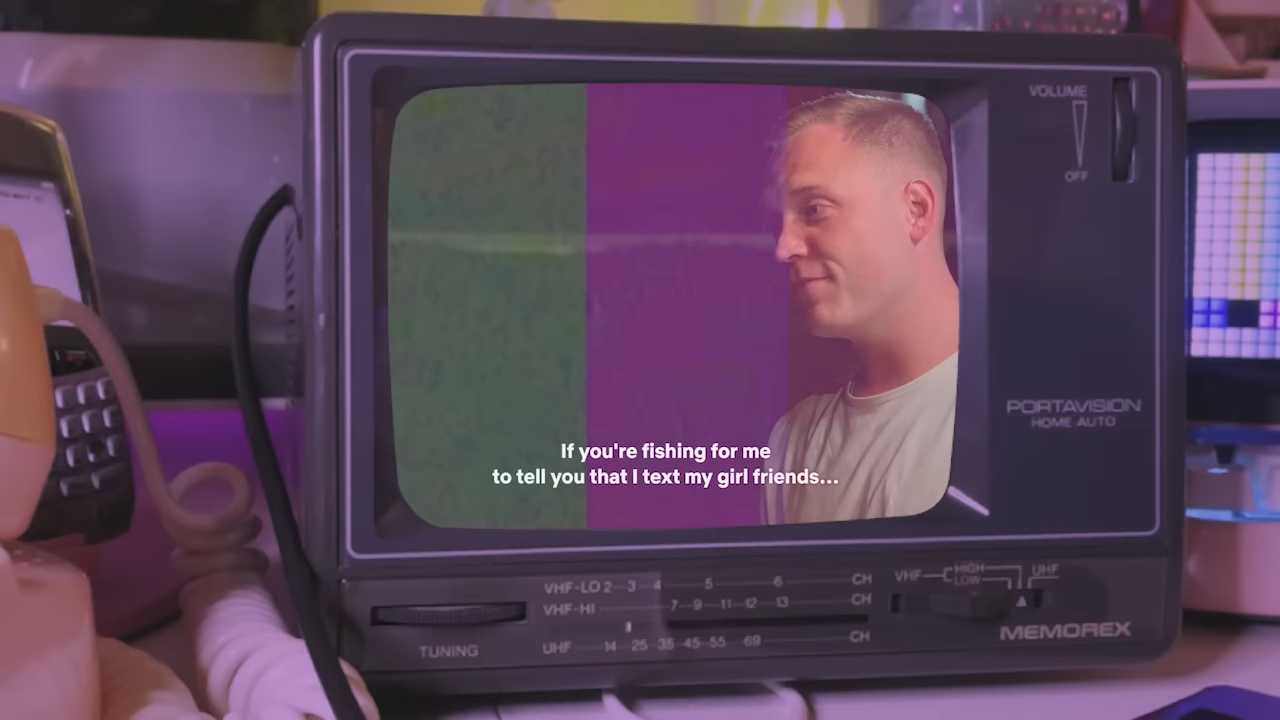 VOLUME
OFF
If you're fishing for me
to tell you that I text my girl friends...
PORTAVISION
HOME AUTO
VHF-LO 2 3 4 5 6 CH
VHF-HI 7 9 11 12 13 CH
UHF 14 25 35 45 55 69 CH
TUNING
VHF HIGH LOW UHF
MEMOREX